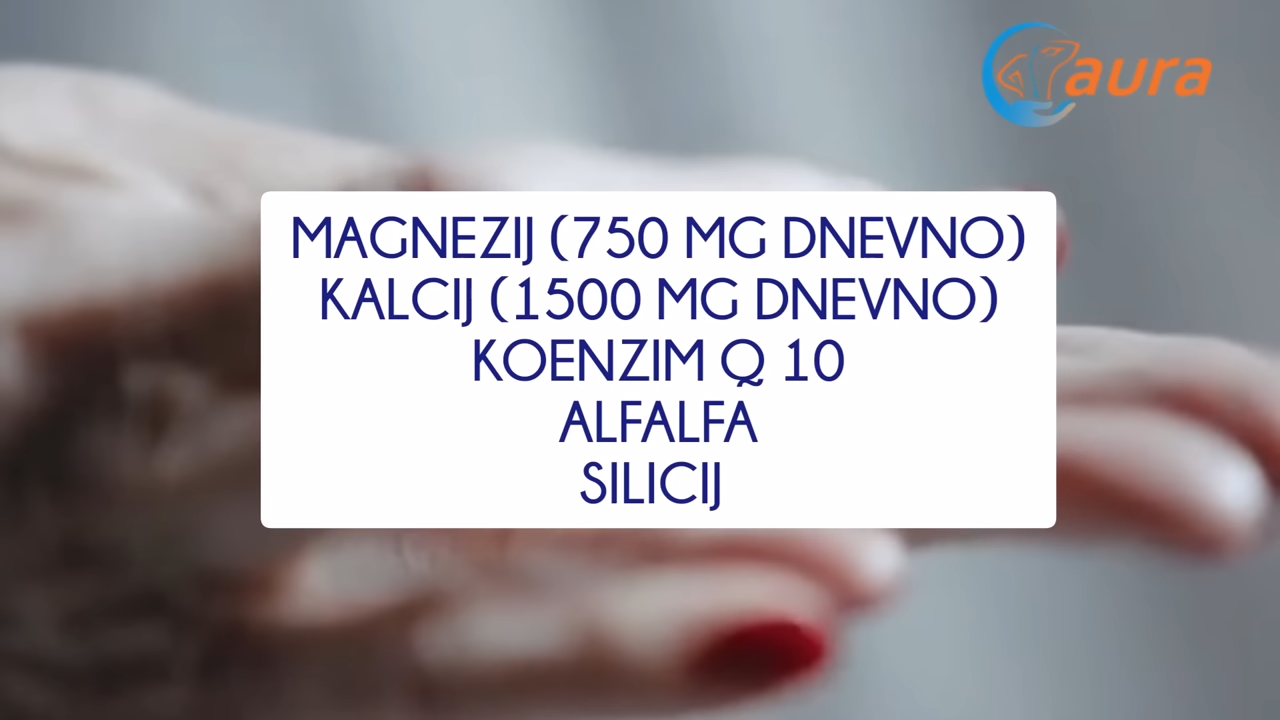 aura
MAGNEZIJ (750 MG DNEVNO)
KALCIJ (1500 MG DNEVNO)
KOENZIM Q 10
ALFALFA
SILICIJ